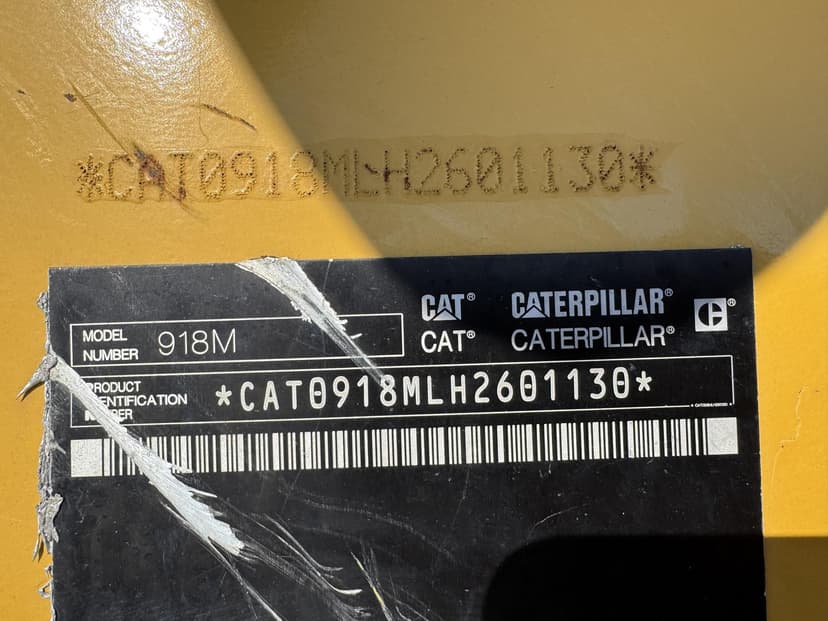 *CAT0918MLH2601130*
CAT® CATERPILLAR® C®
MODEL NUMBER 918M
CAT® CATERPILLAR®
PRODUCT IDENTIFICATION NUMBER *CAT0918MLH2601130*